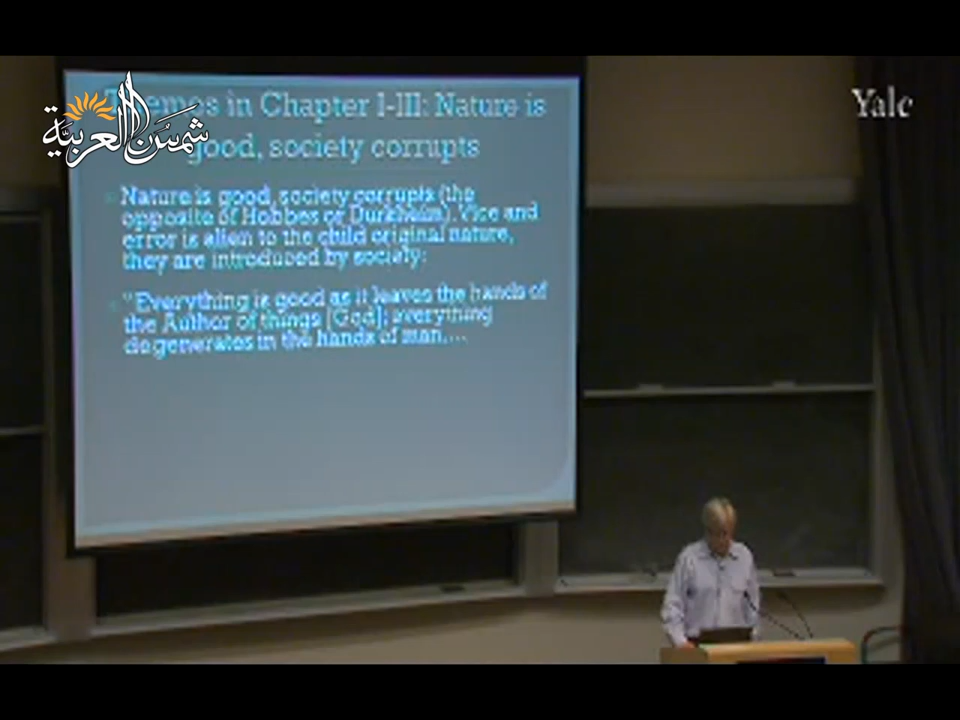 Themes in Chapter I-III: Nature is
good, society corrupts
Nature is good, society corrupts (the
opposite of Hobbes or Durkheim). Vice and
error is alien to the child original nature,
they are introduced by society:
"Everything is good as it leaves the hands of
the Author of things [God]; everything
degenerates in the hands of man....
شمس العربية
Yale